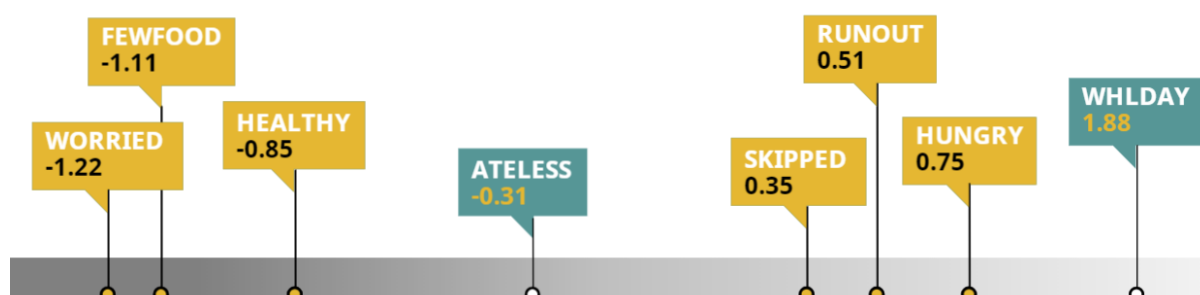 FEWFOOD
-1.11
WORRIED
-1.22
HEALTHY
-0.85
ATELESS
-0.31
SKIPPED
0.35
RUNOUT
0.51
HUNGRY
0.75
WHLDAY
1.88